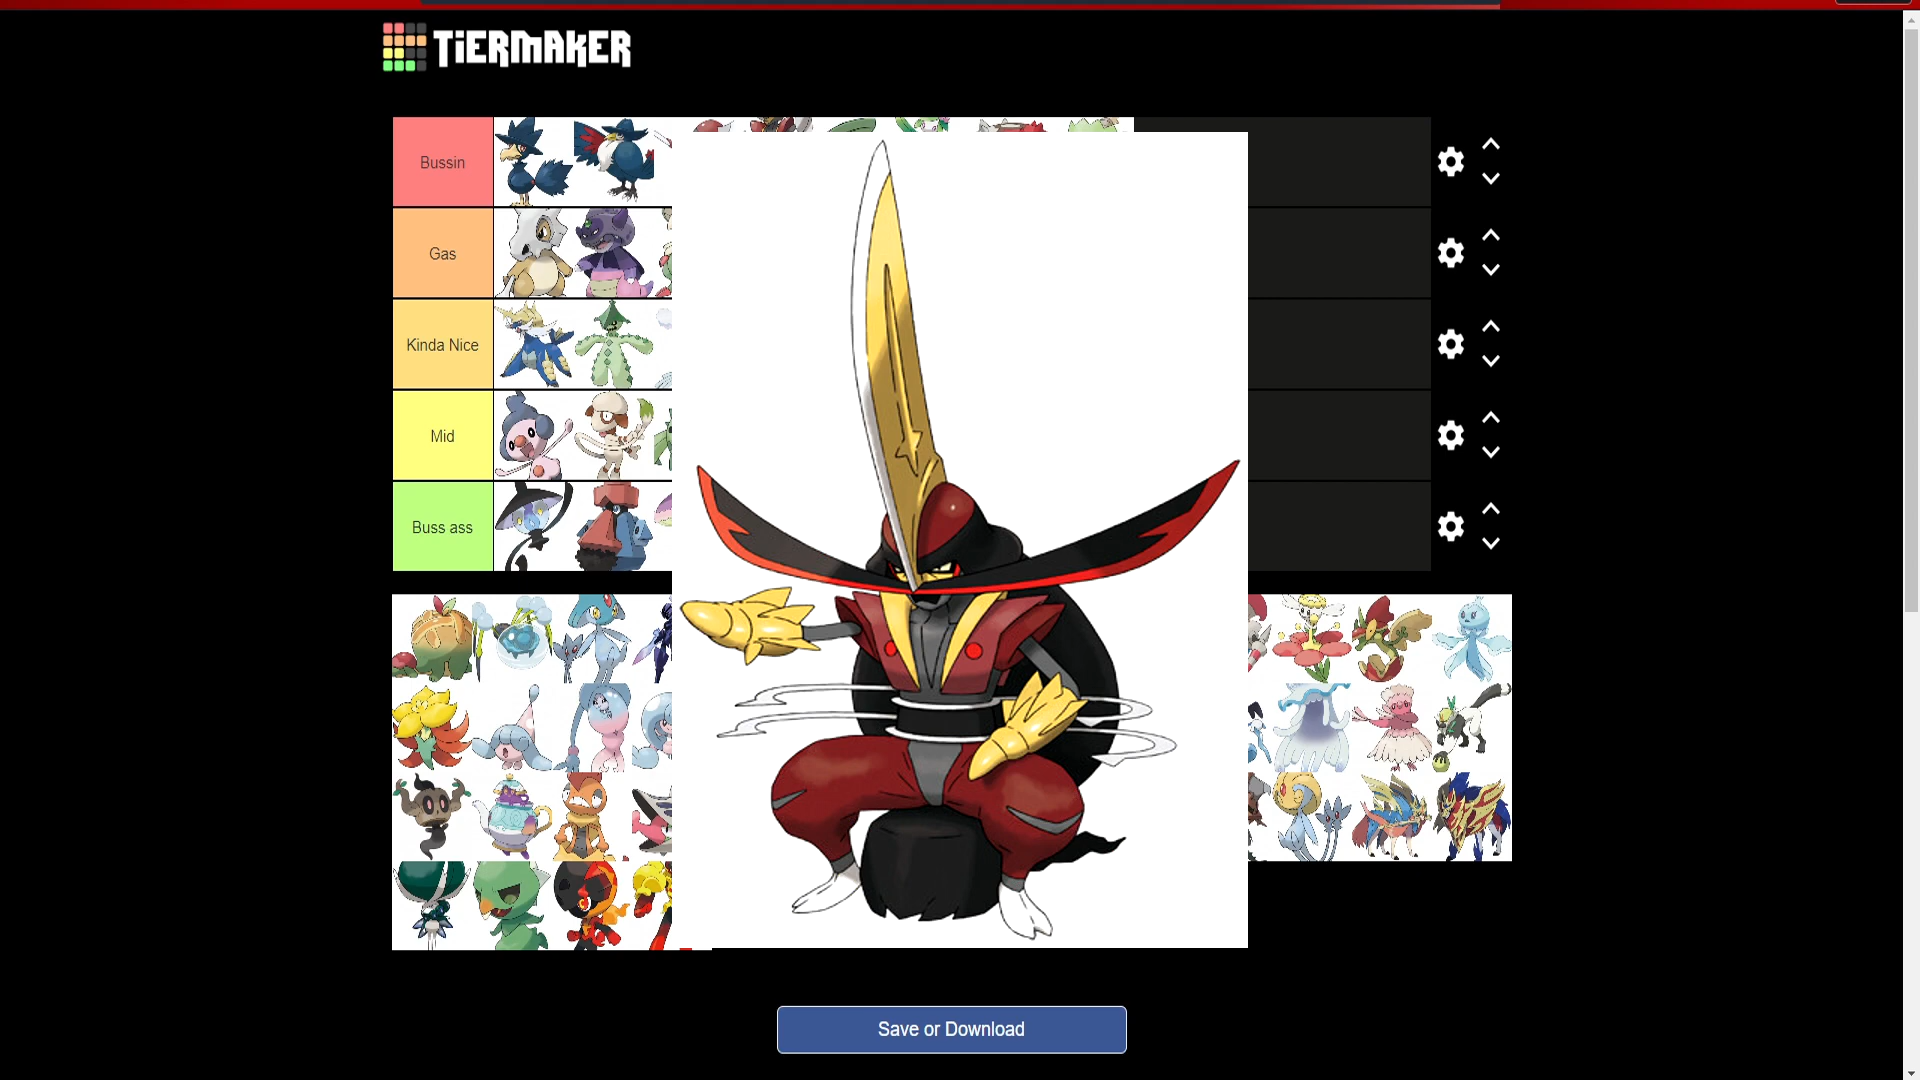 TiERMAKER
Bussin
Gas
Kinda Nice
Mid
Buss ass
Save or Download